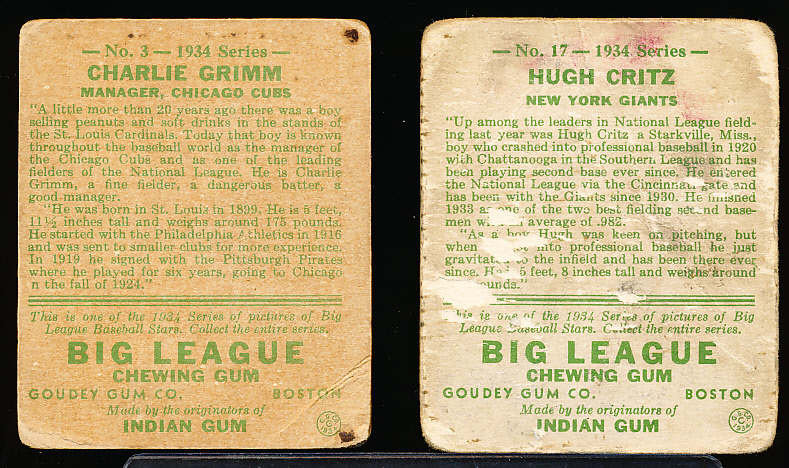 — No. 3 — 1934 Series —
CHARLIE GRIMM
MANAGER, CHICAGO CUBS
"A little more than 20 years ago there was a boy
selling peanuts and soft drinks in the stands of
the St. Louis Cardinals. Today that boy is known
throughout the baseball world as the manager of
the Chicago Cubs and as one of the leading
fielders of the National League. He is Charlie
Grimm, a fine fielder, a dangerous batter, a
good manager.
"He was born in St. Louis in 1899. He is 5 feet,
11½ inches tall and weighs around 175 pounds.
He started with the Philadelphia Athletics in 1916
and was sent to smaller clubs for more experience.
In 1919 he signed with the Pittsburgh Pirates
where he played for six years, going to Chicago
n the fall of 1924."
This is one of the 1934 Series of pictures of Big
League Baseball Stars. Collect the entire series.
BIG LEAGUE
CHEWING GUM
GOUDEY GUM CO. BOSTON
Made by the originators of
INDIAN GUM
— No. 17 — 1934 Series —
HUGH CRITZ
NEW YORK GIANTS
"Up among the leaders in National League field-
ing last year was Hugh Critz a Starkville, Miss.,
boy who crashed into professional baseball in 1920
with Chattanooga in the Southern League and has
been playing second base ever since. He entered
the National League via the Cincinnati gate and
has been with the Giants since 1930. He finished
1933 as one of the two best fielding second base-
men average of .982.
"As a boy Hugh was keen on pitching, but
when into professional baseball he just
gravitated to the infield and has been there ever
since. 5 feet, 8 inches tall and weighs around
ounds."
his is one of the 1934 Series of pictures of Big
League Baseball Stars. Collect the entire series.
BIG LEAGUE
CHEWING GUM
GOUDEY GUM CO. BOSTON
Made by the originators of
INDIAN GUM